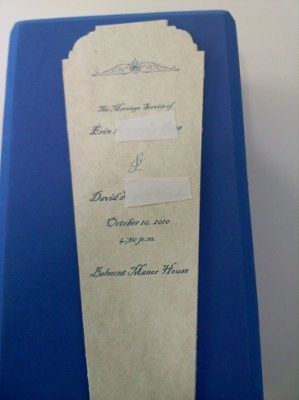 The Marriage Service of
Erin
&
David
October 10, 2010
4:30 p.m.
Belmont Manor House